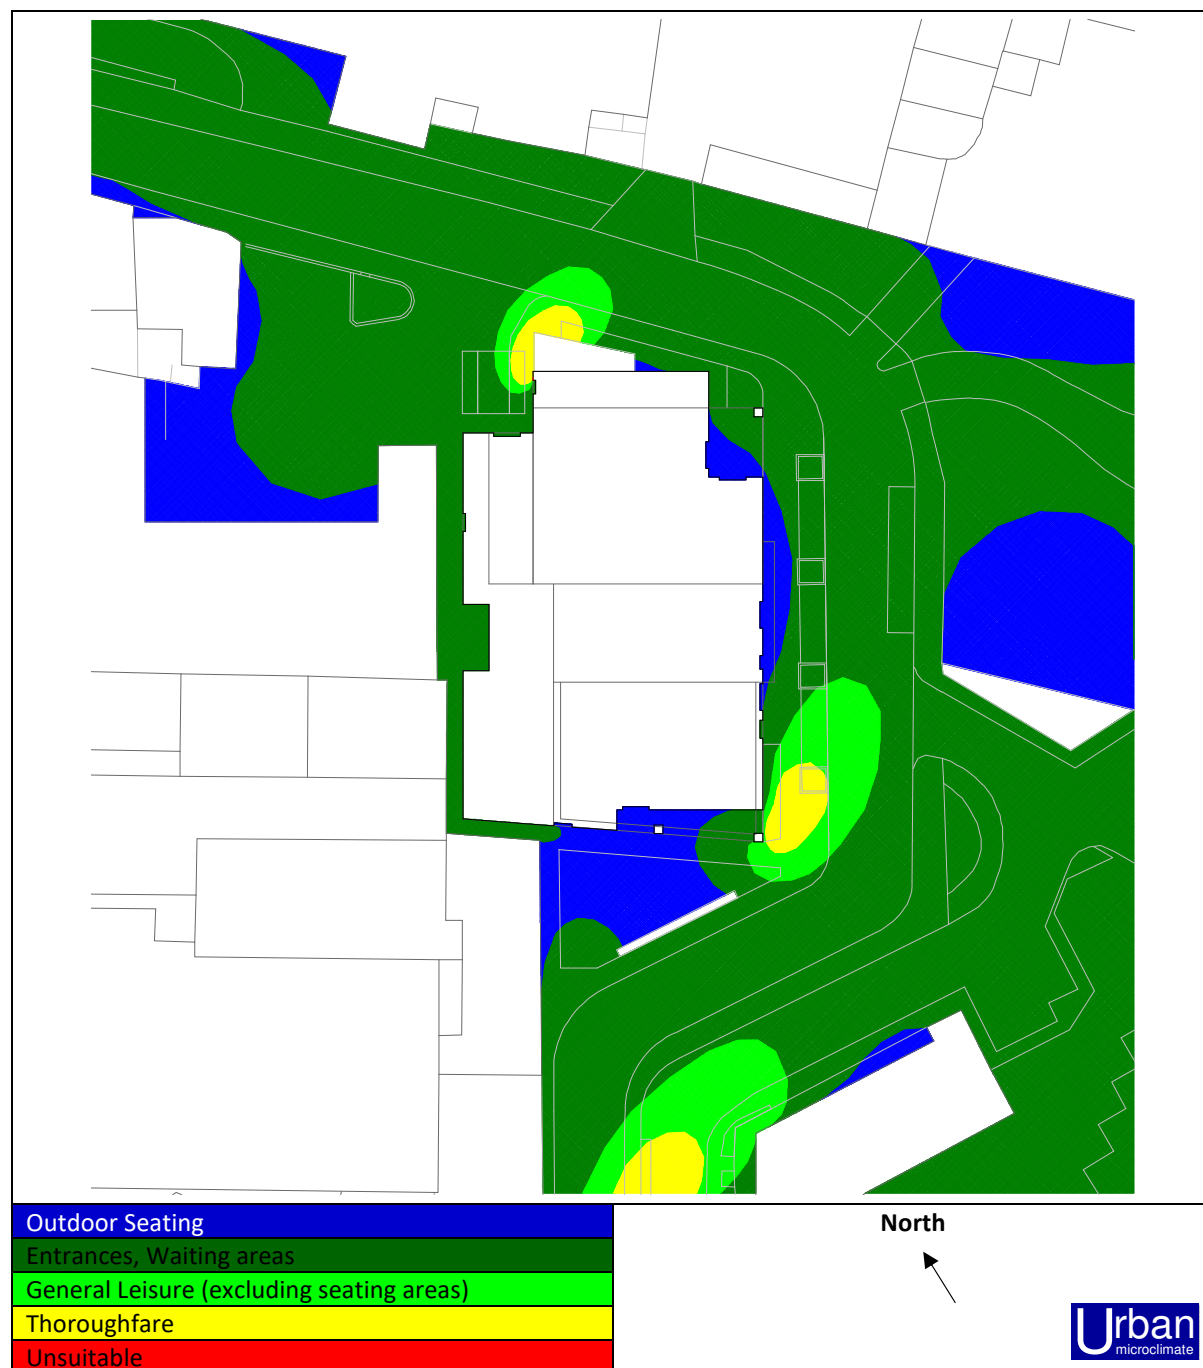 Outdoor Seating
Entrances, Waiting areas
General Leisure (excluding seating areas)
Thoroughfare
Unsuitable
North
Urban
microclimate